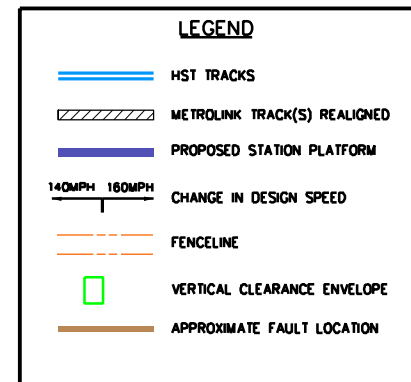 LEGEND
HST TRACKS
METROLINK TRACK(S) REALIGNED
PROPOSED STATION PLATFORM
140MPH 160MPH
CHANGE IN DESIGN SPEED
FENCELINE
VERTICAL CLEARANCE ENVELOPE
APPROXIMATE FAULT LOCATION